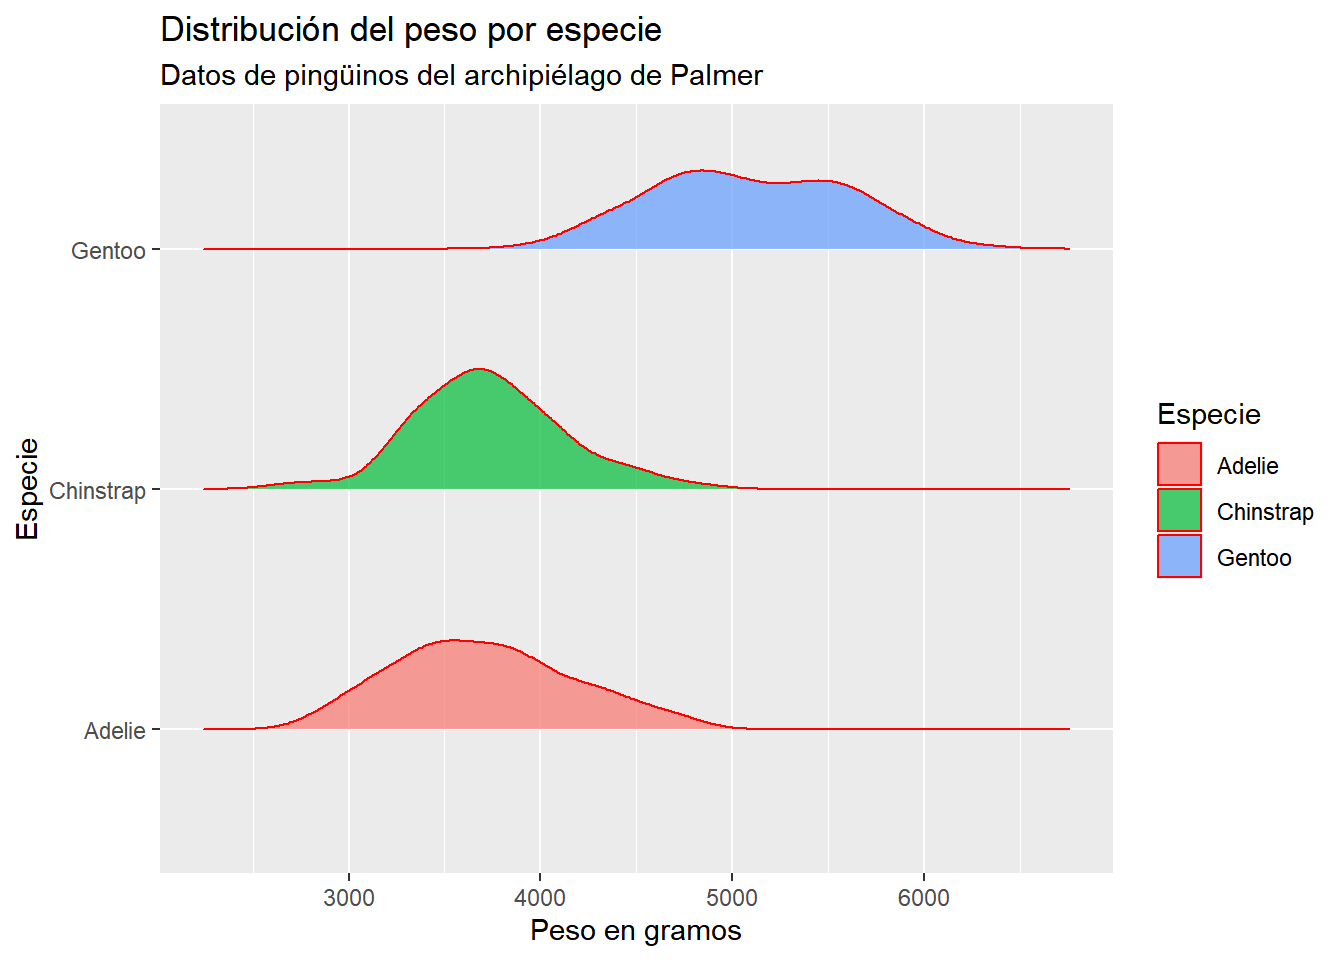 Distribución del peso por especie
Datos de pingüinos del archipiélago de Palmer
Especie
Gentoo
Chinstrap
Adelie
3000
4000
5000
6000
Peso en gramos
Especie
Adelie
Chinstrap
Gentoo